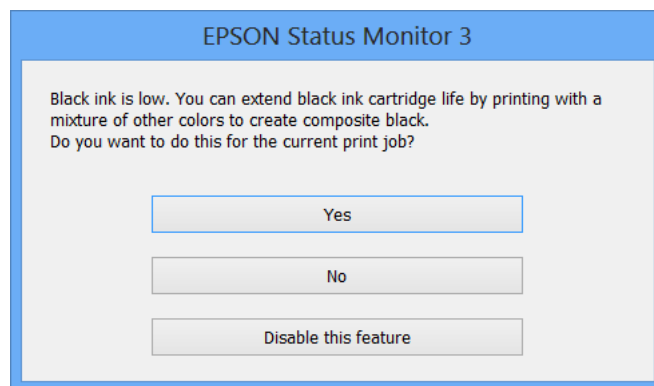 EPSON Status Monitor 3
Black ink is low. You can extend black ink cartridge life by printing with a
mixture of other colors to create composite black.
Do you want to do this for the current print job?
Yes
No
Disable this feature